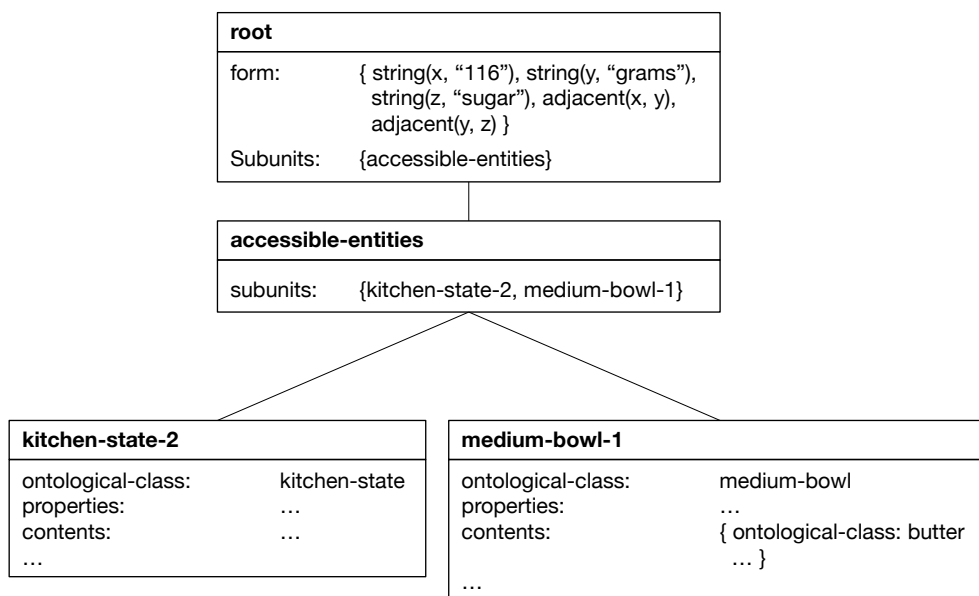 root
form: { string(x, “116”), string(y, “grams”),
string(z, “sugar”), adjacent(x, y),
adjacent(y, z) }
Subunits: {accessible-entities}
accessible-entities
subunits: {kitchen-state-2, medium-bowl-1}
kitchen-state-2
ontological-class: kitchen-state
properties: …
contents: …
…
medium-bowl-1
ontological-class: medium-bowl
properties: …
contents: { ontological-class: butter
… }
…